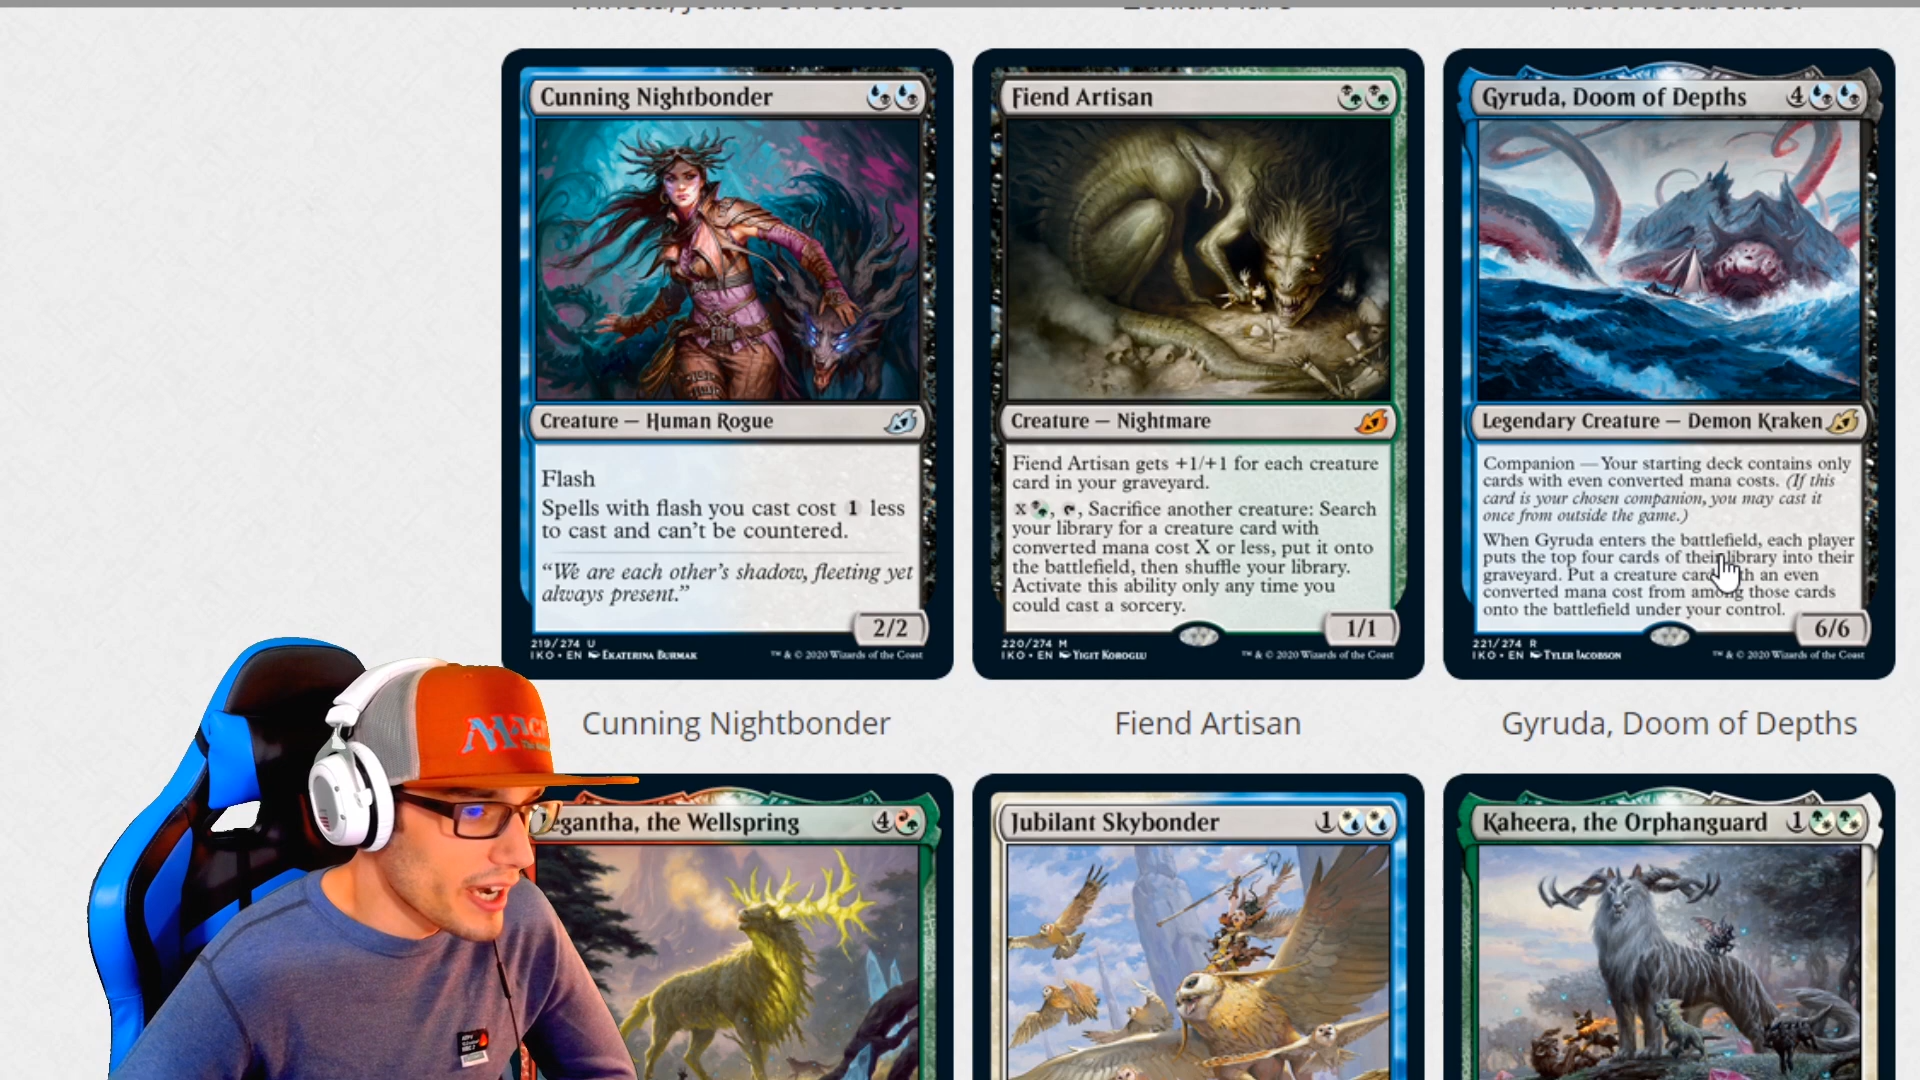 Cunning Nightbonder
Flash
Creature — Human Rogue
Spells with flash you cast cost 1 less
to cast and can't be countered.
"We are each other's shadow, fleeting yet
always present."
2/2
219/274 U
IKO • EN Ekaterina Burmak
™ & © 2020 Wizards of the Coast
Fiend Artisan
Creature — Nightmare
Fiend Artisan gets +1/+1 for each creature
card in your graveyard.
X , , Sacrifice another creature: Search
your library for a creature card with
converted mana cost X or less, put it onto
the battlefield, then shuffle your library.
Activate this ability only any time you
could cast a sorcery.
1/1
220/274 M
IKO • EN Yigit Koroglu
™ & © 2020 Wizards of the Coast
Gyruda, Doom of Depths 4
Legendary Creature — Demon Kraken
Companion — Your starting deck contains only
cards with even converted mana costs. (If this
card is your chosen companion, you may cast it
once from outside the game.)
When Gyruda enters the battlefield, each player
puts the top four cards of their library into their
graveyard. Put a creature card with an even
converted mana cost from among those cards
onto the battlefield under your control.
6/6
221/274 R
IKO • EN Tyler Jacobson
™ & © 2020 Wizards of the Coast
Cunning Nightbonder
Fiend Artisan
Gyruda, Doom of Depths
egantha, the Wellspring 4
Jubilant Skybonder 1
Kaheera, the Orphanguard 1